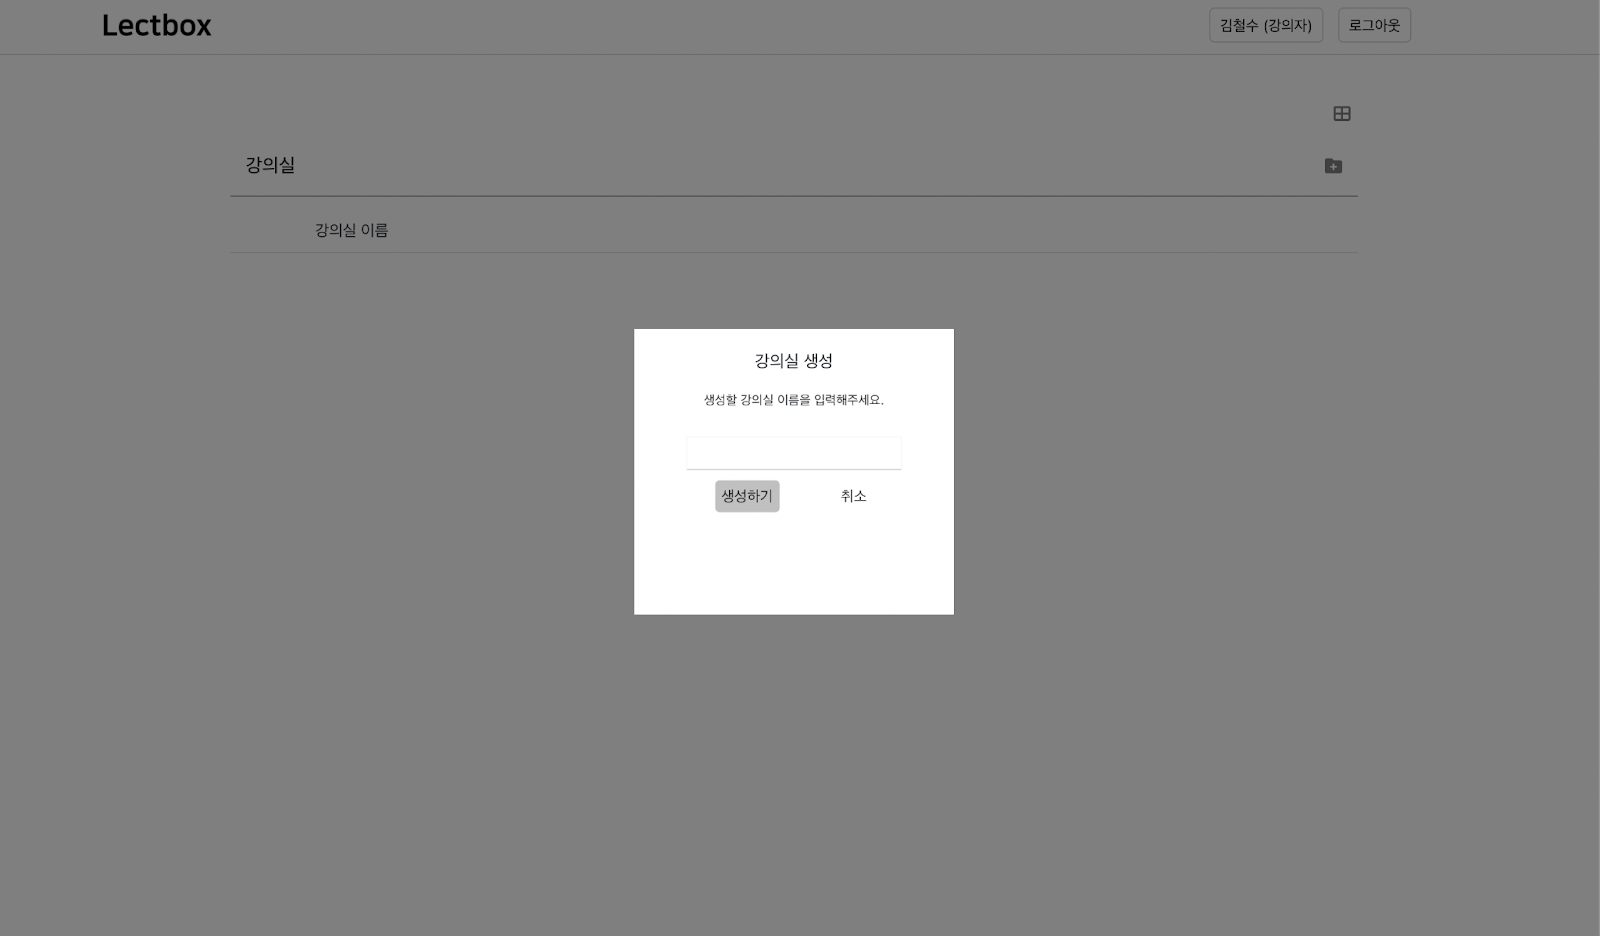 Lectbox
김철수 (강의자)
로그아웃
강의실
강의실 이름
강의실 생성
생성할 강의실 이름을 입력해주세요.
생성하기
취소